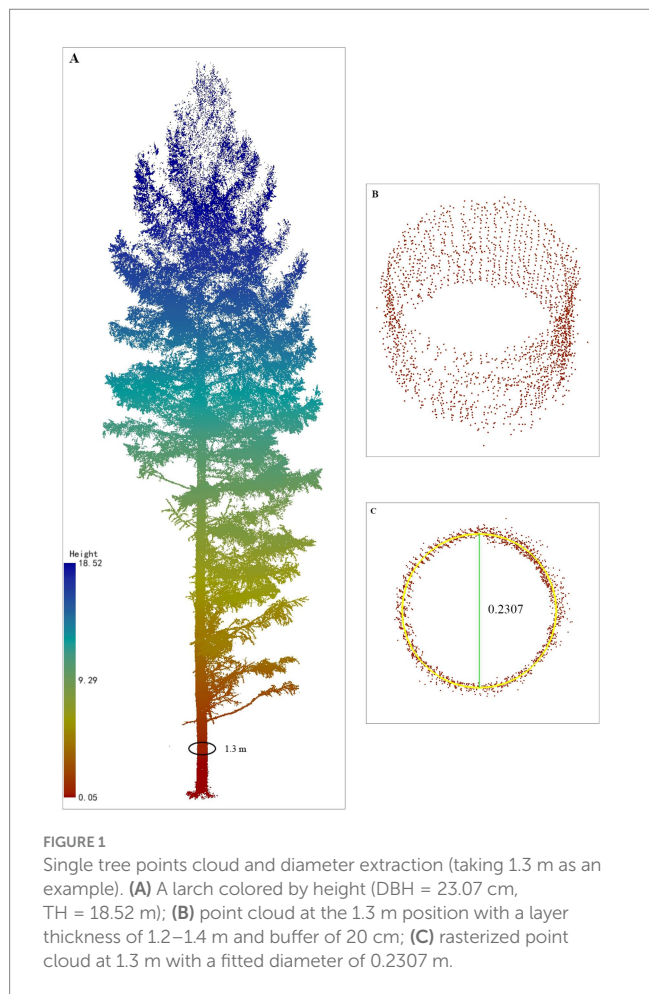 A
B
Height
18.52
9.29
0.05
1.3 m
C
0.2307
FIGURE 1
Single tree points cloud and diameter extraction (taking 1.3 m as an
example). (A) A larch colored by height (DBH = 23.07 cm,
TH = 18.52 m); (B) point cloud at the 1.3 m position with a layer
thickness of 1.2–1.4 m and buffer of 20 cm; (C) rasterized point
cloud at 1.3 m with a fitted diameter of 0.2307 m.